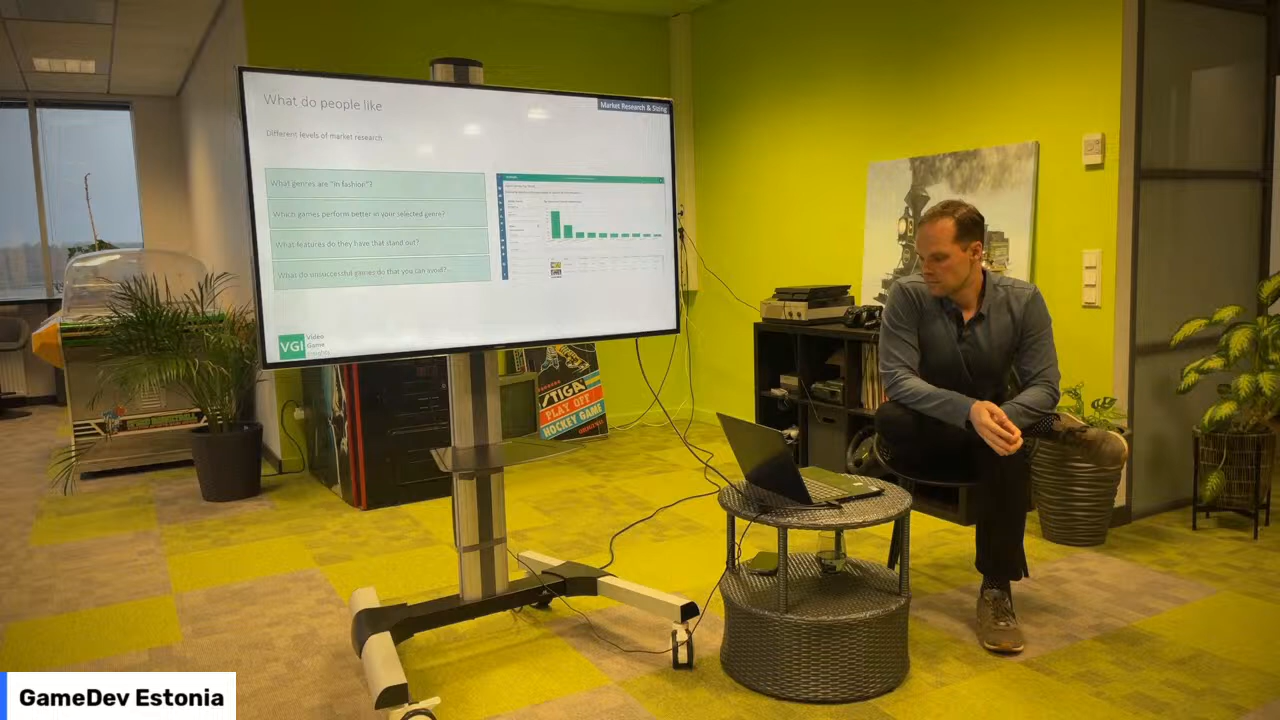 What do people like
Market Research & Sizing
Different levels of market research
What genres are "in fashion"?
Which games perform better in your selected genre?
What features do they have that stand out?
What do unsuccessful games do that you can avoid?
VGI
Video
Game
Insights
STIGA
PLAY OFF
HOCKEY GAME
GameDev Estonia